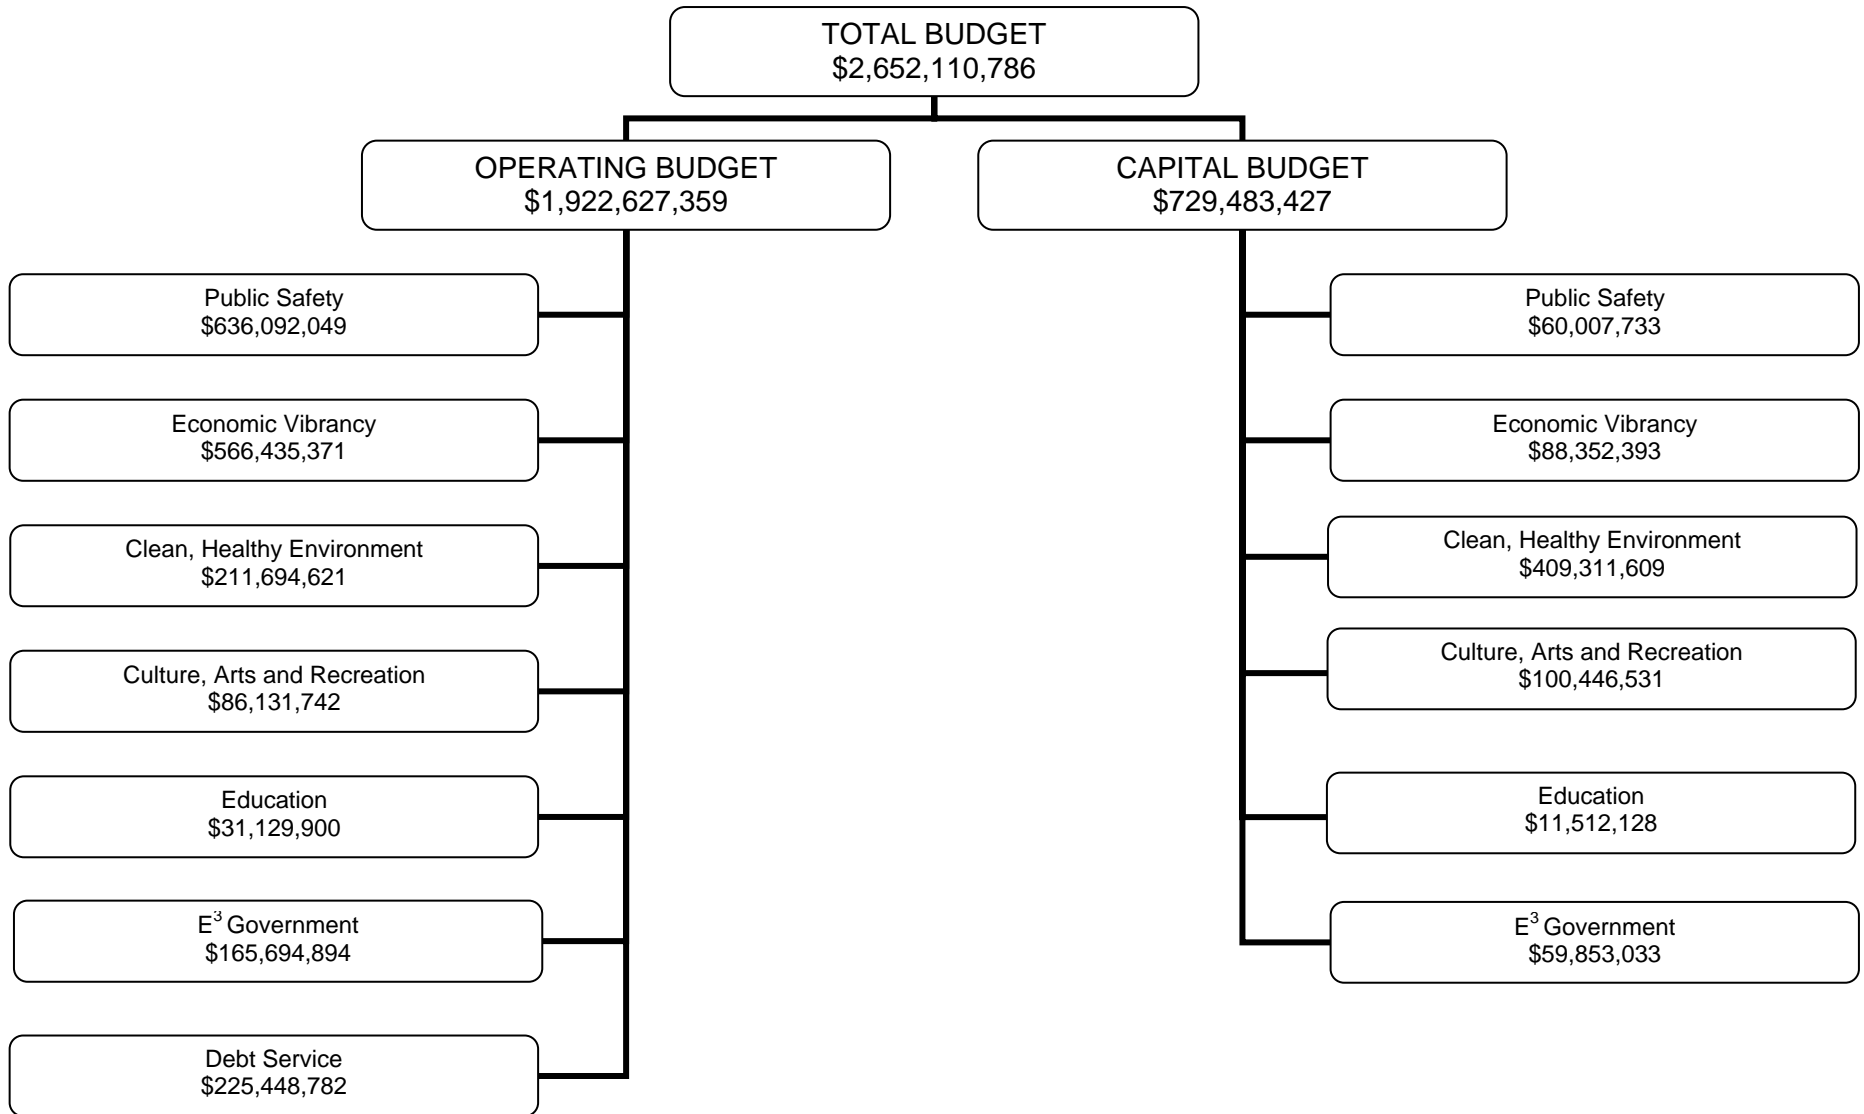 TOTAL BUDGET
$2,652,110,786
OPERATING BUDGET
$1,922,627,359
CAPITAL BUDGET
$729,483,427
Public Safety
$636,092,049
Economic Vibrancy
$566,435,371
Clean, Healthy Environment
$211,694,621
Culture, Arts and Recreation
$86,131,742
Education
$31,129,900
E³ Government
$165,694,894
Debt Service
$225,448,782
Public Safety
$60,007,733
Economic Vibrancy
$88,352,393
Clean, Healthy Environment
$409,311,609
Culture, Arts and Recreation
$100,446,531
Education
$11,512,128
E³ Government
$59,853,033